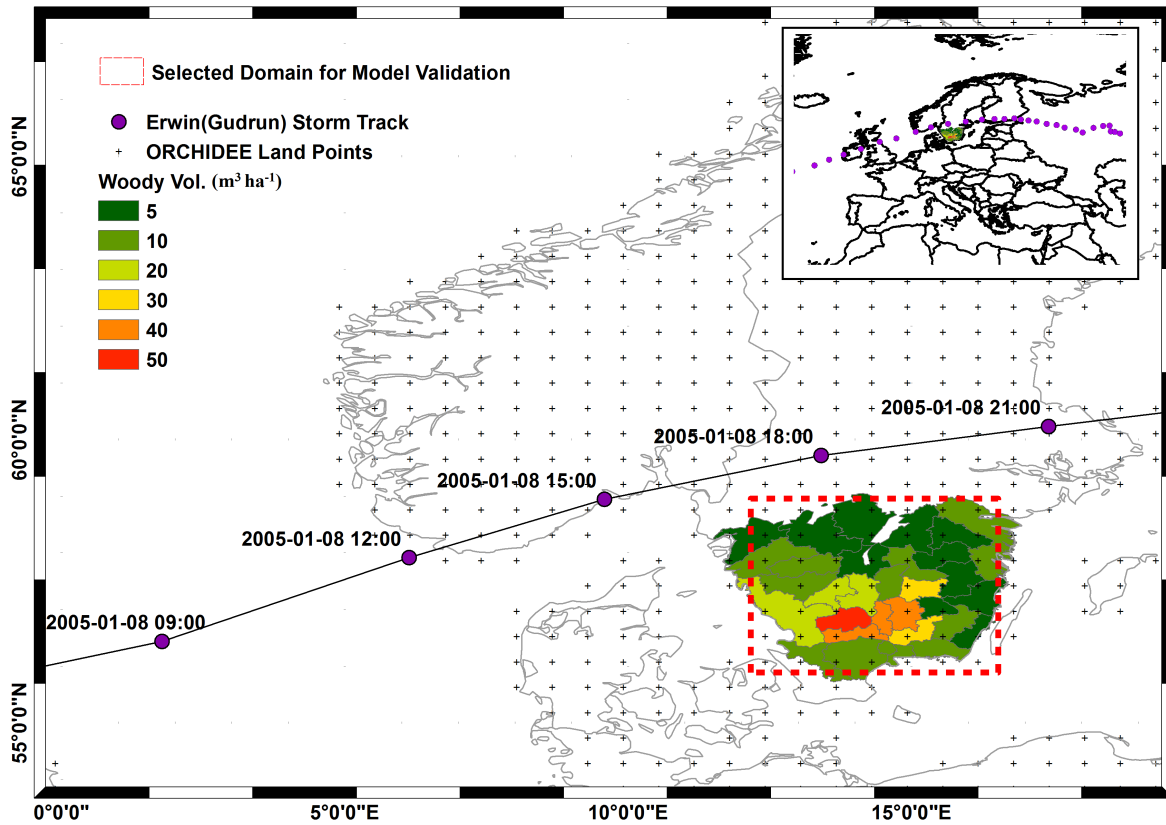 Selected Domain for Model Validation
Erwin(Gudrun) Storm Track
ORCHIDEE Land Points
Woody Vol. (m³ ha⁻¹)
5
10
20
30
40
50
65°0'0"N
60°0'0"N
55°0'0"N
2005-01-08 21:00
2005-01-08 18:00
2005-01-08 15:00
2005-01-08 12:00
2005-01-08 09:00
0°0'0"
5°0'0"E
10°0'0"E
15°0'0"E